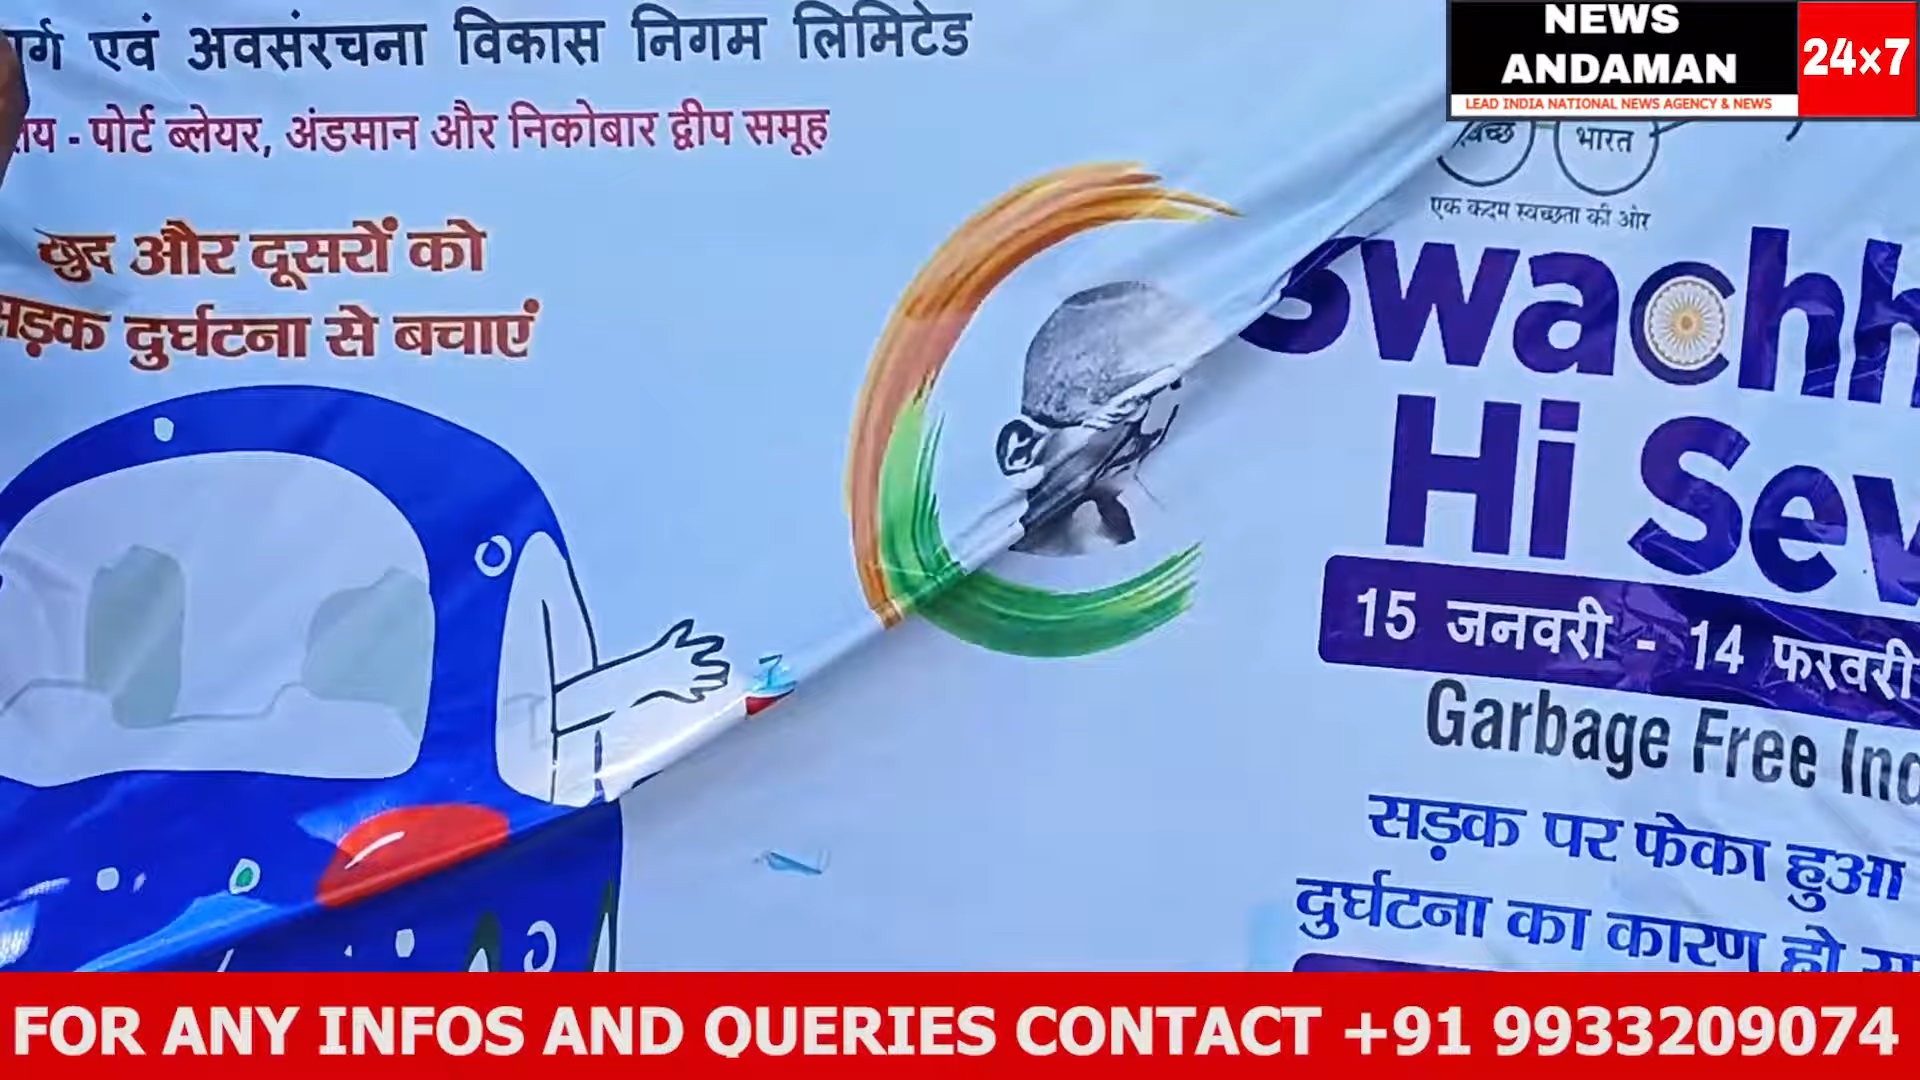 एवं अवसंरचना विकास निगम लिमिटेड
- पोर्ट ब्लेयर, अंडमान और निकोबार द्वीप समूह
खुद और दूसरों को
सड़क दुर्घटना से बचाएं
NEWS
ANDAMAN
24×7
LEAD INDIA NATIONAL NEWS AGENCY & NEWS
भारत
एक कदम स्वच्छता की ओर
Swachh
Hi Sev
15 जनवरी - 14 फरवरी
Garbage Free Ind
सड़क पर फेका हुआ
दुर्घटना का कारण हो
FOR ANY INFOS AND QUERIES CONTACT +91 9933209074